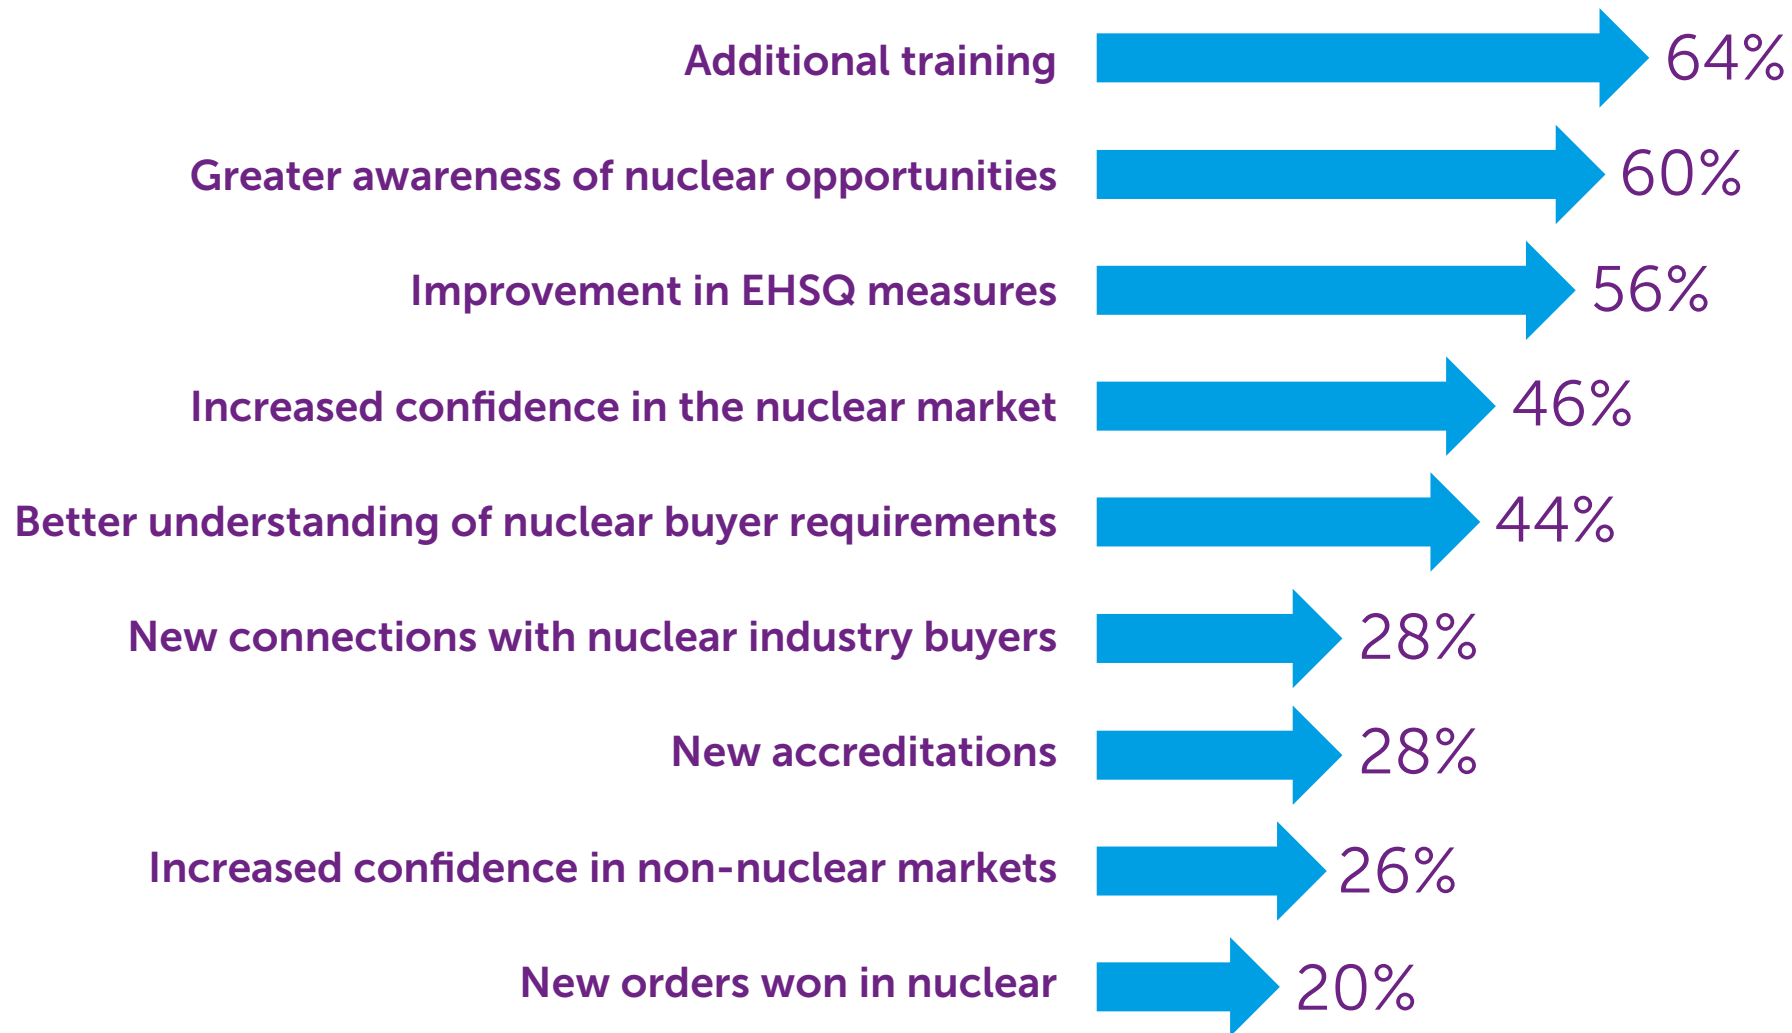 Additional training 64%
Greater awareness of nuclear opportunities 60%
Improvement in EHSQ measures 56%
Increased confidence in the nuclear market 46%
Better understanding of nuclear buyer requirements 44%
New connections with nuclear industry buyers 28%
New accreditations 28%
Increased confidence in non-nuclear markets 26%
New orders won in nuclear 20%